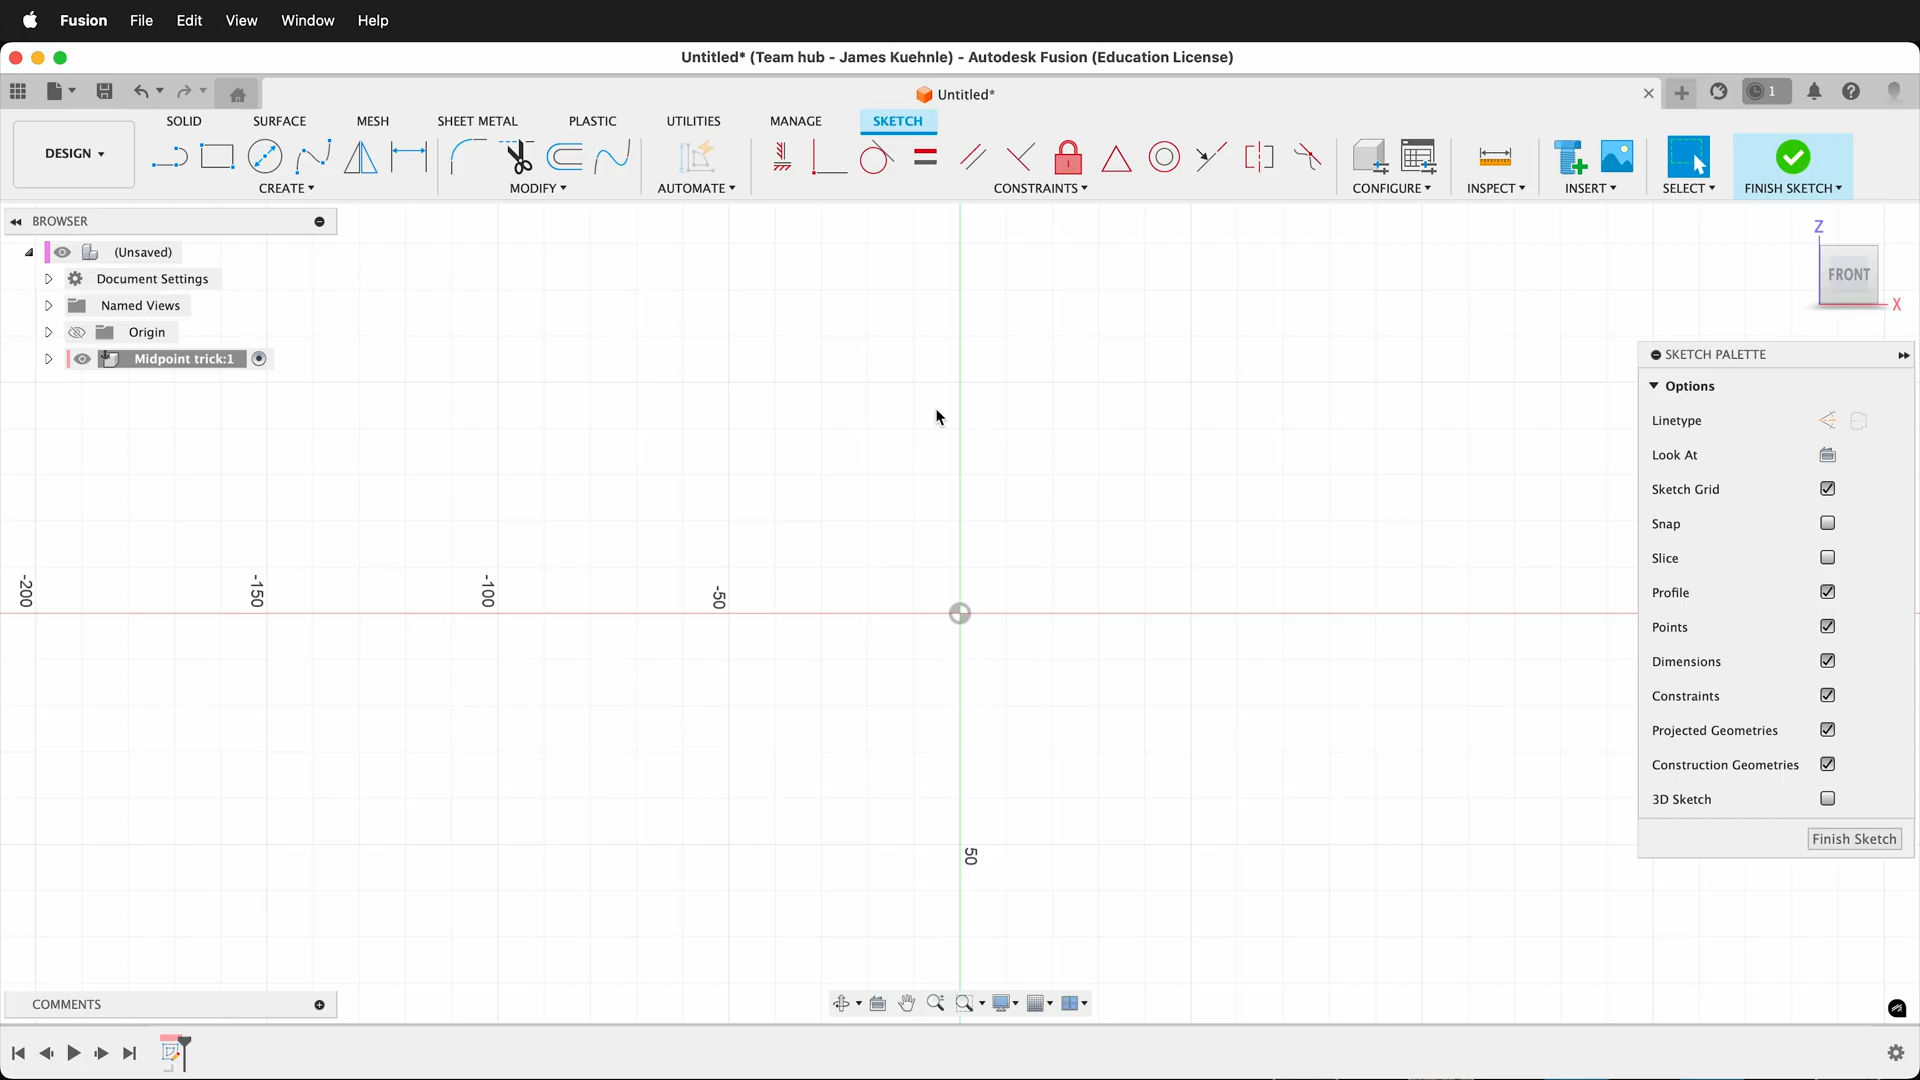 Fusion File Edit View Window Help
Untitled* (Team hub - James Kuehnle) - Autodesk Fusion (Education License)
Untitled*
1
SOLID SURFACE MESH SHEET METAL PLASTIC UTILITIES MANAGE SKETCH
DESIGN
CREATE MODIFY AUTOMATE CONSTRAINTS CONFIGURE INSPECT INSERT SELECT FINISH SKETCH
BROWSER
(Unsaved)
Document Settings
Named Views
Origin
Midpoint trick:1
Z
FRONT
X
SKETCH PALETTE
Options
Linetype
Look At
Sketch Grid
Snap
Slice
Profile
Points
Dimensions
Constraints
Projected Geometries
Construction Geometries
3D Sketch
Finish Sketch
-200
-150
-100
-50
50
COMMENTS